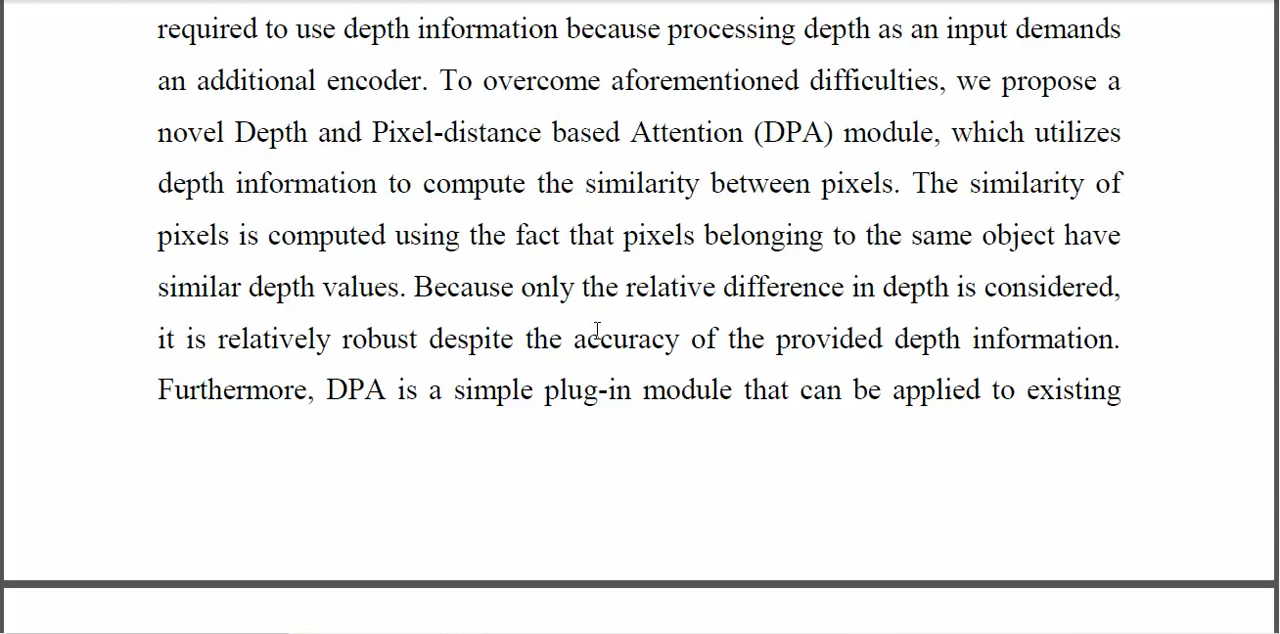 required to use depth information because processing depth as an input demands
an additional encoder. To overcome aforementioned difficulties, we propose a
novel Depth and Pixel-distance based Attention (DPA) module, which utilizes
depth information to compute the similarity between pixels. The similarity of
pixels is computed using the fact that pixels belonging to the same object have
similar depth values. Because only the relative difference in depth is considered,
it is relatively robust despite the accuracy of the provided depth information.
Furthermore, DPA is a simple plug-in module that can be applied to existing